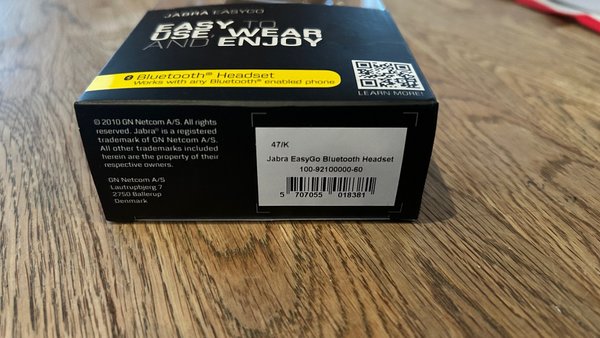 JABRA EASYGO
EASY TO
USE, WEAR
AND ENJOY
Bluetooth® Headset
Works with any Bluetooth® enabled phone
LEARN MORE!
© 2010 GN Netcom A/S. All rights
reserved. Jabra® is a registered
trademark of GN Netcom A/S.
All other trademarks included
herein are the property of their
respective owners.
GN Netcom A/S
Lautrupbjerg 7
2750 Ballerup
Denmark
47/K
Jabra EasyGo Bluetooth Headset
100-92100000-60
5 707055 018381